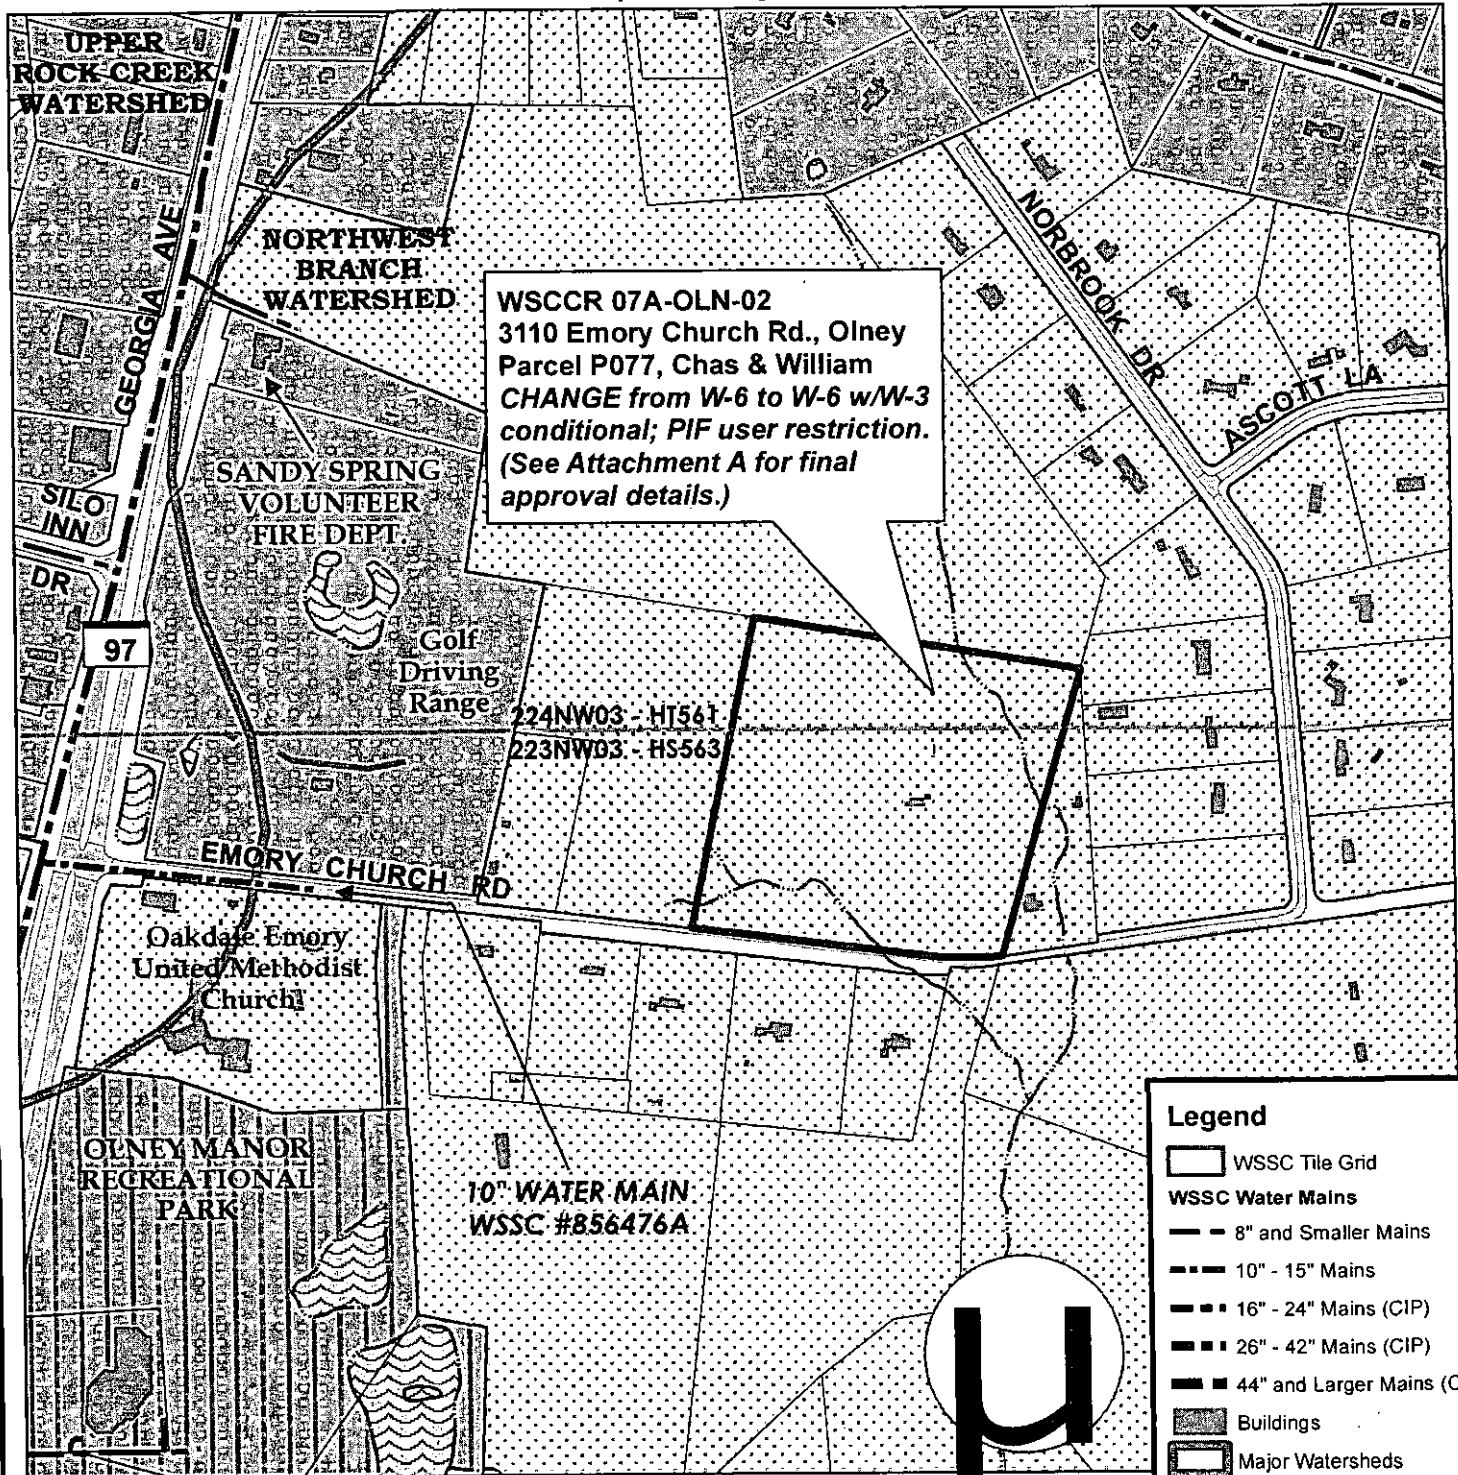 UPPER
ROCK CREEK
WATERSHED
GEORGIA AVE
NORTHWEST
BRANCH
WATERSHED
NORBROOK DR
ASCOTT LA
WSCCR 07A-OLN-02
3110 Emory Church Rd., Olney
Parcel P077, Chas & William
CHANGE from W-6 to W-6 w/W-3
conditional; PIF user restriction.
(See Attachment A for final
approval details.)
SANDY SPRING
VOLUNTEER
FIRE DEPT.
SILO
INN
DR
97
Golf
Driving
Range
224NW03 - HT561
223NW03 - HS563
EMORY CHURCH RD
Oakdale Emory
United Methodist
Church
OLNEY MANOR
RECREATIONAL
PARK
10" WATER MAIN
WSSC #856476A
µ
Legend
WSSC Tile Grid
WSSC Water Mains
8" and Smaller Mains
10" - 15" Mains
16" - 24" Mains (CIP)
26" - 42" Mains (CIP)
44" and Larger Mains (C
Buildings
Major Watersheds